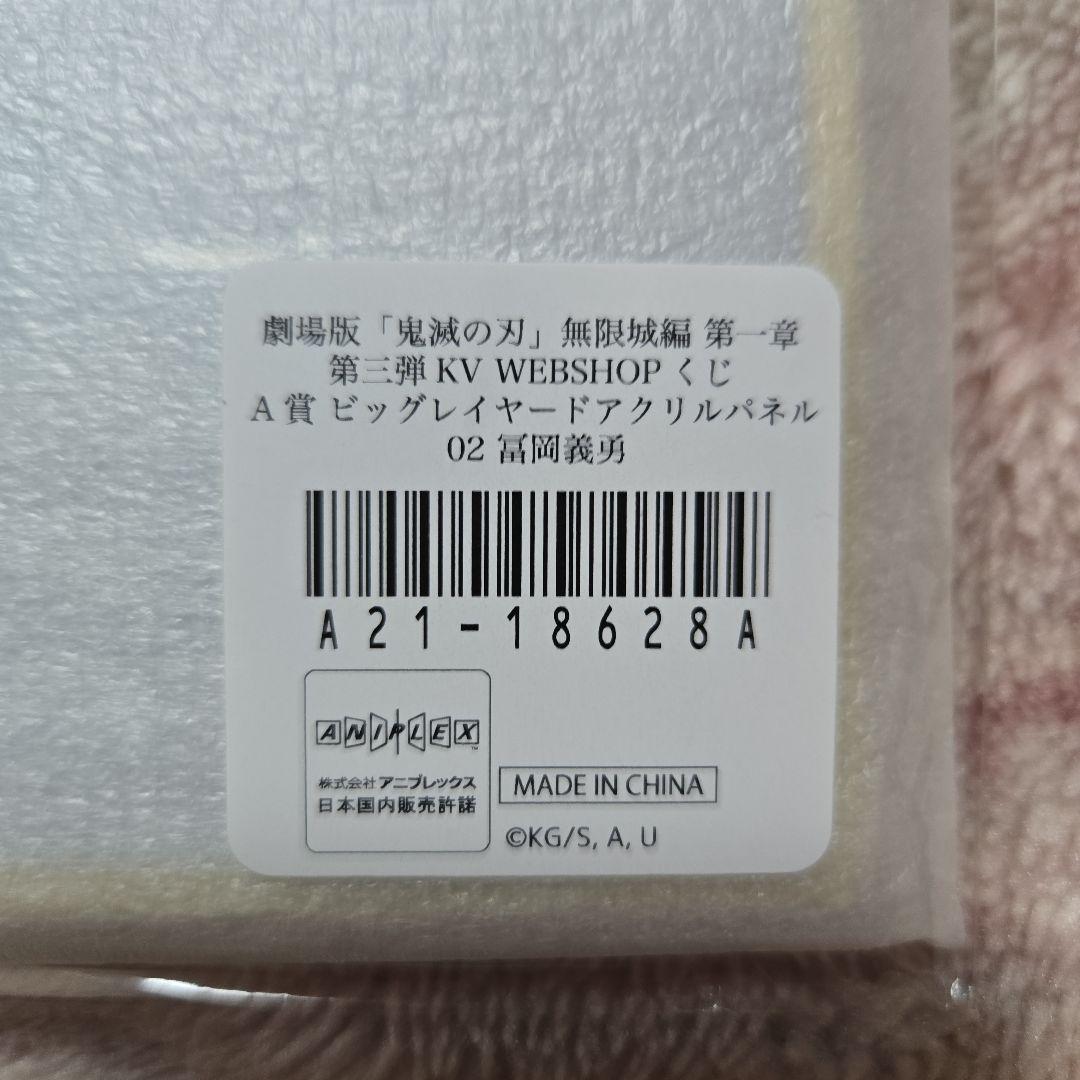 劇場版「鬼滅の刃」無限城編 第一章
第三弾 KV WEBSHOP くじ
A 賞 ビッグレイヤードアクリルパネル
02 冨岡義勇
A21-18628A
ANIPLEX™
株式会社アニプレックス
日本国内販売許諾
MADE IN CHINA
©KG/S, A, U